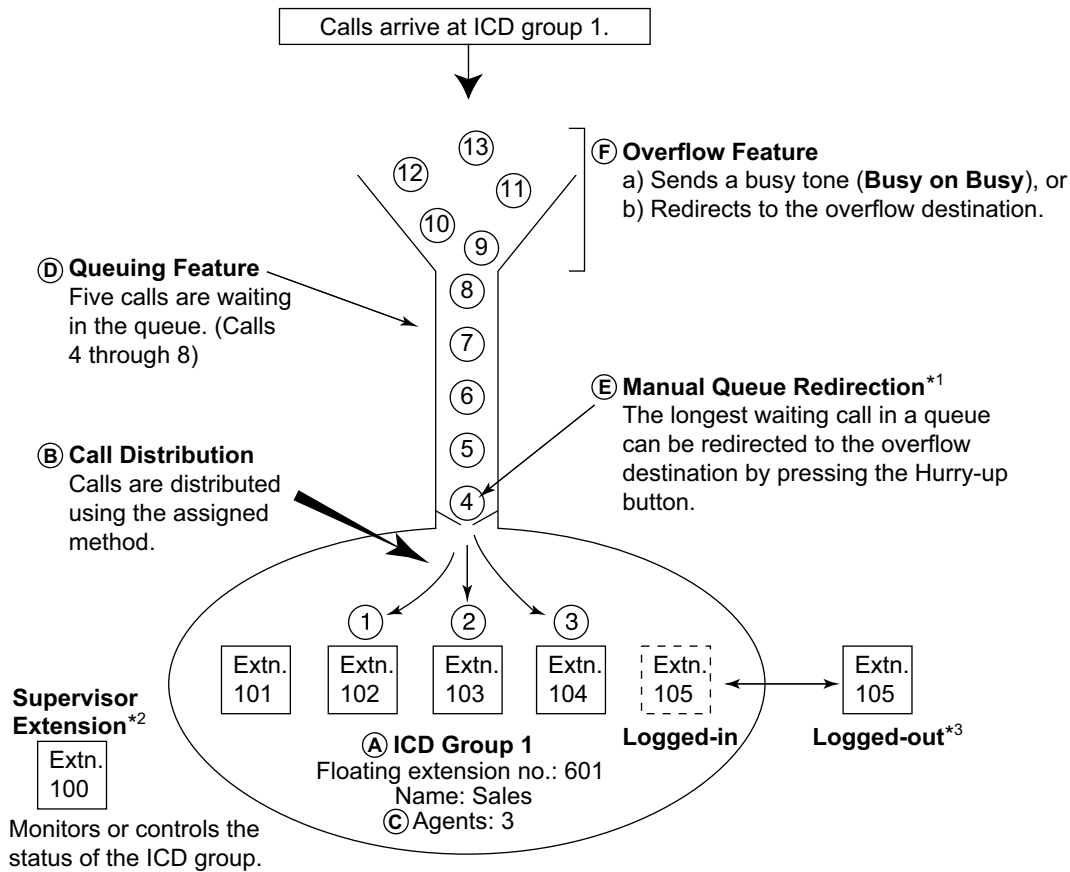 Calls arrive at ICD group 1.
13
12
11
10
9
8
7
6
5
4
Ⓕ Overflow Feature
a) Sends a busy tone (Busy on Busy), or
b) Redirects to the overflow destination.
Ⓓ Queuing Feature
Five calls are waiting
in the queue. (Calls
4 through 8)
Ⓔ Manual Queue Redirection*1
The longest waiting call in a queue
can be redirected to the overflow
destination by pressing the Hurry-up
button.
Ⓑ Call Distribution
Calls are distributed
using the assigned
method.
1
2
3
Extn.
101
Extn.
102
Extn.
103
Extn.
104
Extn.
105
Extn.
105
Logged-in
Logged-out*3
Supervisor
Extension*2
Extn.
100
Monitors or controls the
status of the ICD group.
Ⓐ ICD Group 1
Floating extension no.: 601
Name: Sales
Ⓒ Agents: 3